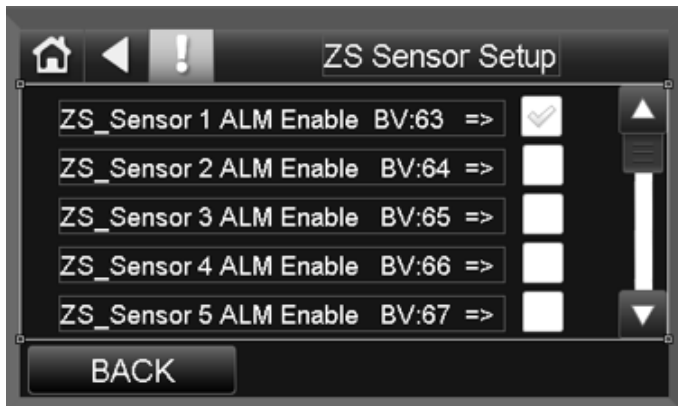 ZS Sensor Setup
ZS_Sensor 1 ALM Enable BV:63 =>
ZS_Sensor 2 ALM Enable BV:64 =>
ZS_Sensor 3 ALM Enable BV:65 =>
ZS_Sensor 4 ALM Enable BV:66 =>
ZS_Sensor 5 ALM Enable BV:67 =>
BACK